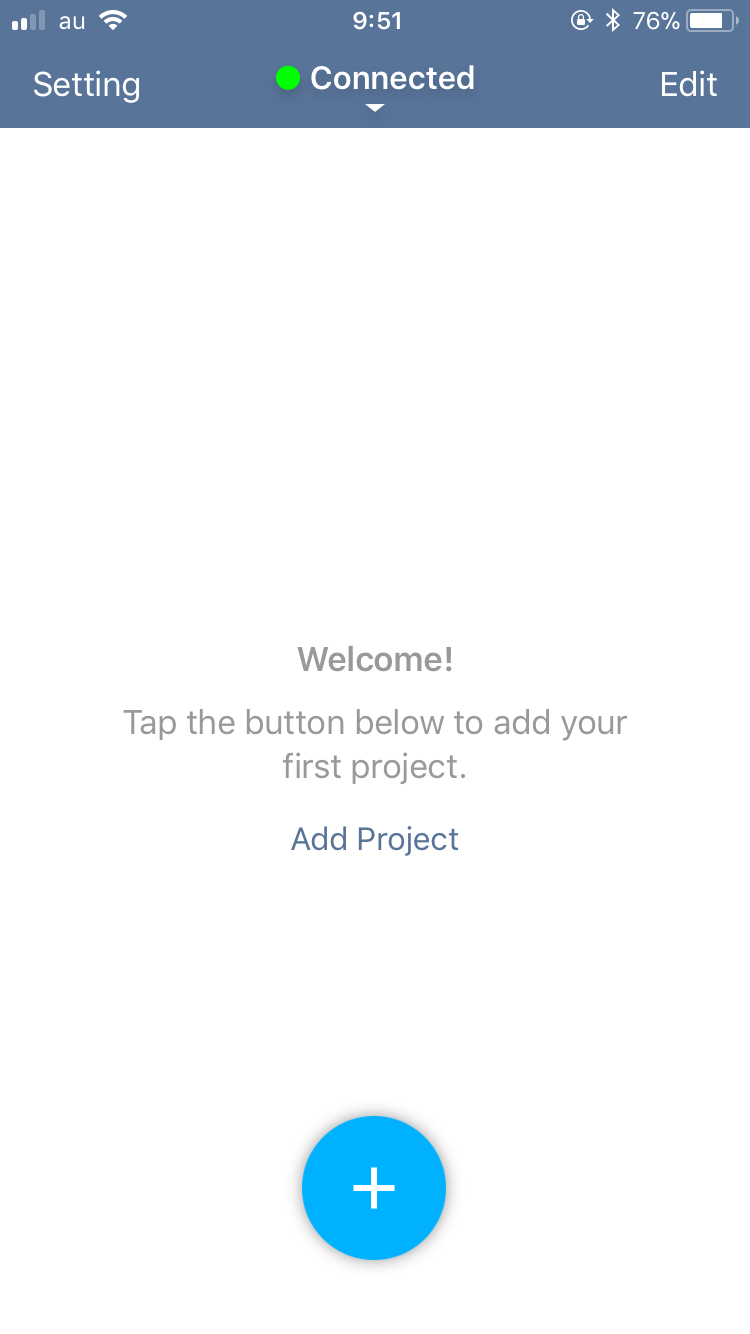 au 9:51 76%
Setting Connected Edit
Welcome!
Tap the button below to add your
first project.
Add Project
+